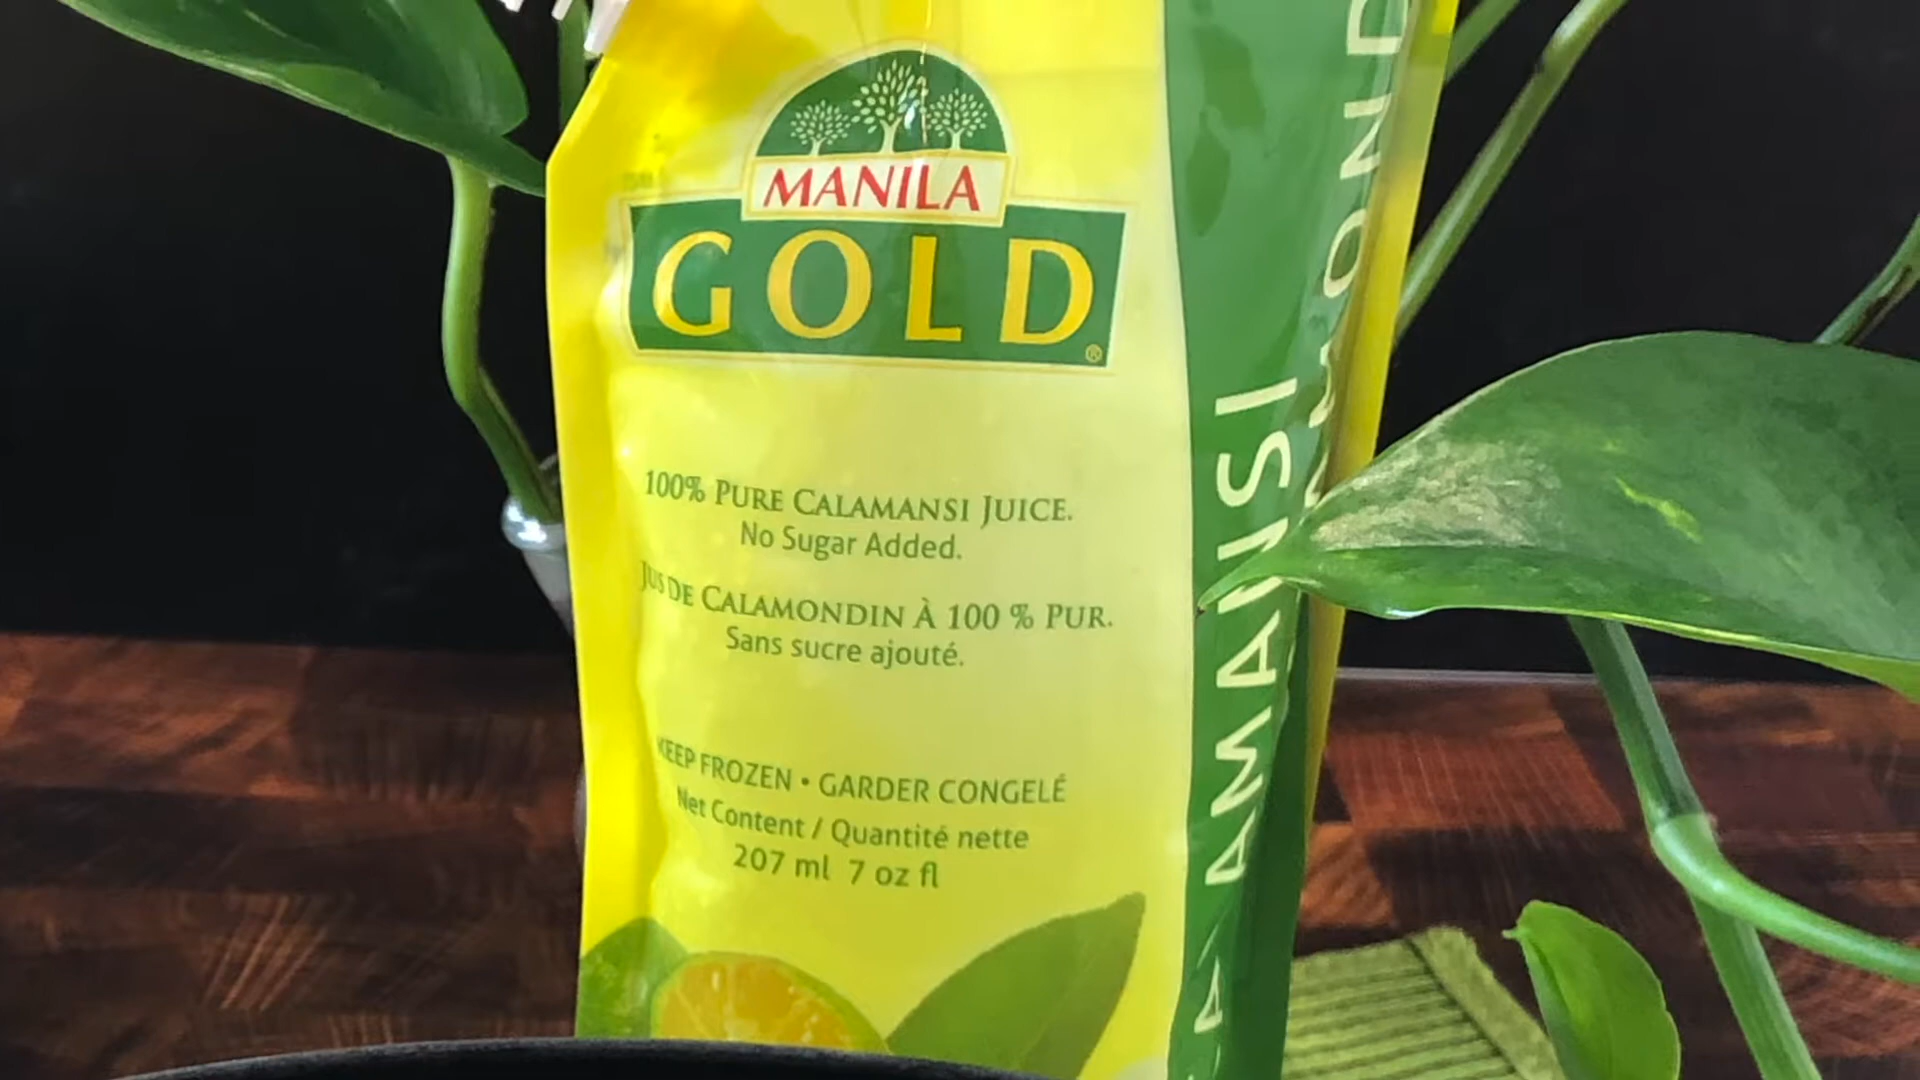 MANILA
GOLD
®
100% PURE CALAMANSI JUICE.
No Sugar Added.
JUS DE CALAMONDIN À 100 % PUR.
Sans sucre ajouté.
KEEP FROZEN • GARDER CONGELÉ
Net Content / Quantité nette
207 ml 7 oz fl